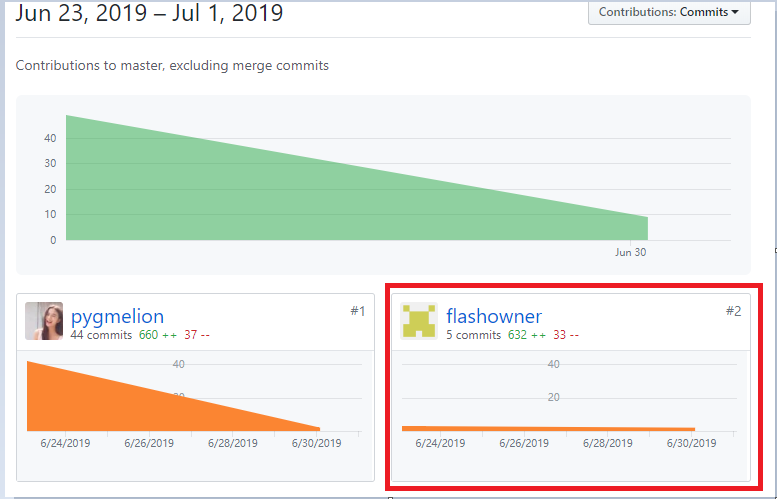 Jun 23, 2019 – Jul 1, 2019
Contributions: Commits
Contributions to master, excluding merge commits
40
30
20
10
0
Jun 30
pygmelion
#1
44 commits 660 ++ 37 --
40
20
6/24/2019 6/26/2019 6/28/2019 6/30/2019
flashowner
#2
5 commits 632 ++ 33 --
40
20
6/24/2019 6/26/2019 6/28/2019 6/30/2019